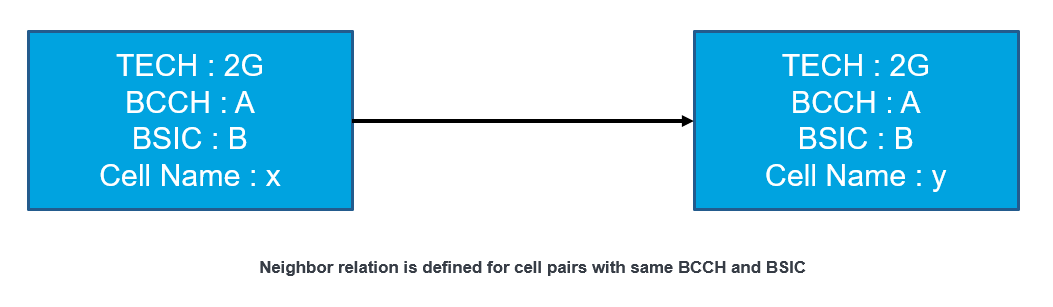 TECH : 2G
BCCH : A
BSIC : B
Cell Name : x
TECH : 2G
BCCH : A
BSIC : B
Cell Name : y
Neighbor relation is defined for cell pairs with same BCCH and BSIC